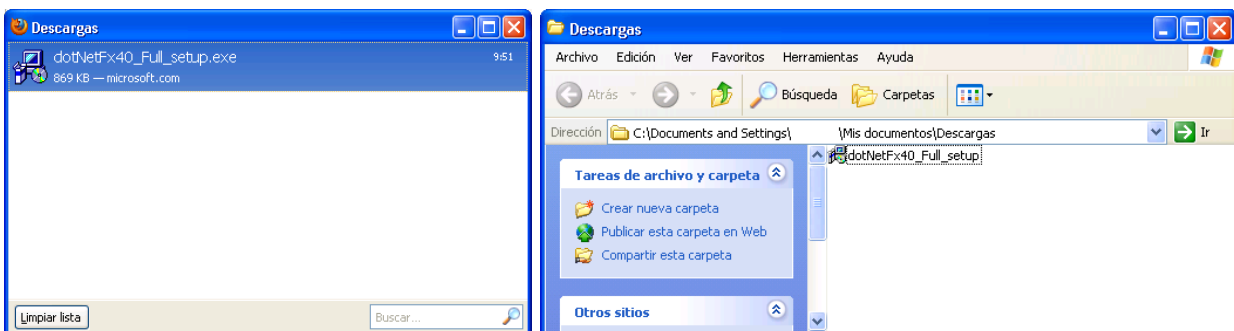 Descargas
dotNetFx40_Full_setup.exe
9:51
869 KB — microsoft.com
Limpiar lista
Buscar...
Descargas
Archivo Edición Ver Favoritos Herramientas Ayuda
Atrás Búsqueda Carpetas
Dirección C:\Documents and Settings\ \Mis documentos\Descargas Ir
dotNetFx40_Full_setup
Tareas de archivo y carpeta
Crear nueva carpeta
Publicar esta carpeta en Web
Compartir esta carpeta
Otros sitios